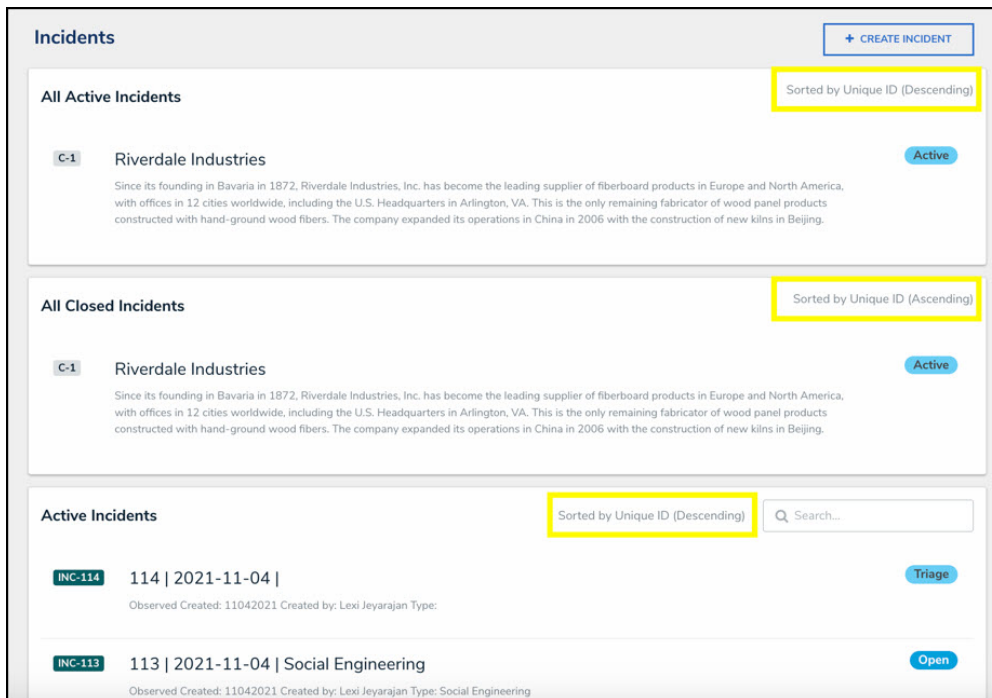 Incidents
+ CREATE INCIDENT
All Active Incidents
Sorted by Unique ID (Descending)
C-1
Riverdale Industries
Active
Since its founding in Bavaria in 1872, Riverdale Industries, Inc. has become the leading supplier of fiberboard products in Europe and North America,
with offices in 12 cities worldwide, including the U.S. Headquarters in Arlington, VA. This is the only remaining fabricator of wood panel products
constructed with hand-ground wood fibers. The company expanded its operations in China in 2006 with the construction of new kilns in Beijing.
All Closed Incidents
Sorted by Unique ID (Ascending)
C-1
Riverdale Industries
Active
Since its founding in Bavaria in 1872, Riverdale Industries, Inc. has become the leading supplier of fiberboard products in Europe and North America,
with offices in 12 cities worldwide, including the U.S. Headquarters in Arlington, VA. This is the only remaining fabricator of wood panel products
constructed with hand-ground wood fibers. The company expanded its operations in China in 2006 with the construction of new kilns in Beijing.
Active Incidents
Sorted by Unique ID (Descending)
Search...
INC-114
114 | 2021-11-04 |
Triage
Observed Created: 11042021 Created by: Lexi Jeyarajan Type:
INC-113
113 | 2021-11-04 | Social Engineering
Open
Observed Created: 11042021 Created by: Lexi Jeyarajan Type: Social Engineering